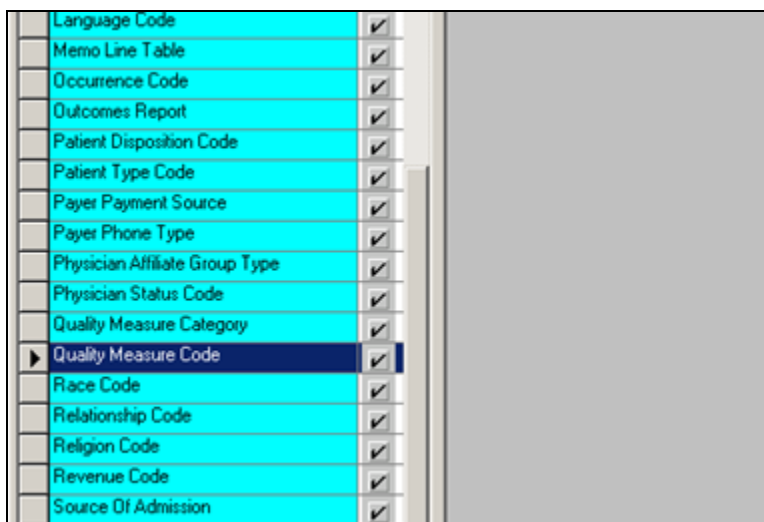 Language Code
Memo Line Table
Occurrence Code
Outcomes Report
Patient Disposition Code
Patient Type Code
Payer Payment Source
Payer Phone Type
Physician Affiliate Group Type
Physician Status Code
Quality Measure Category
Quality Measure Code
Race Code
Relationship Code
Religion Code
Revenue Code
Source Of Admission